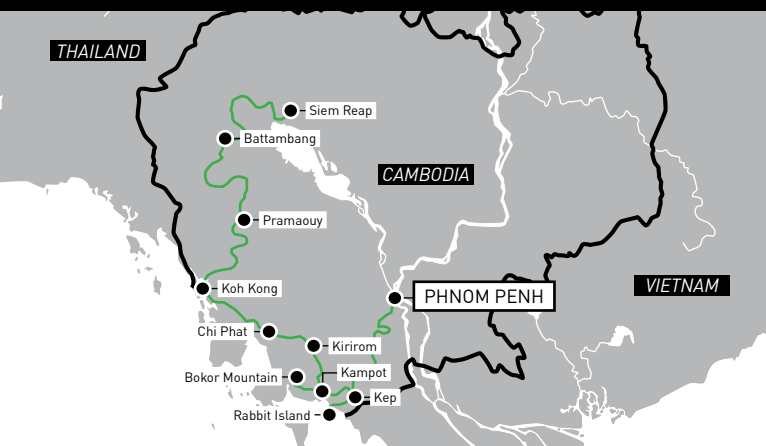 THAILAND
Siem Reap
Battambang
CAMBODIA
Pramaouy
Koh Kong
PHNOM PENH
VIETNAM
Chi Phat
Kirirom
Kampot
Bokor Mountain
Kep
Rabbit Island